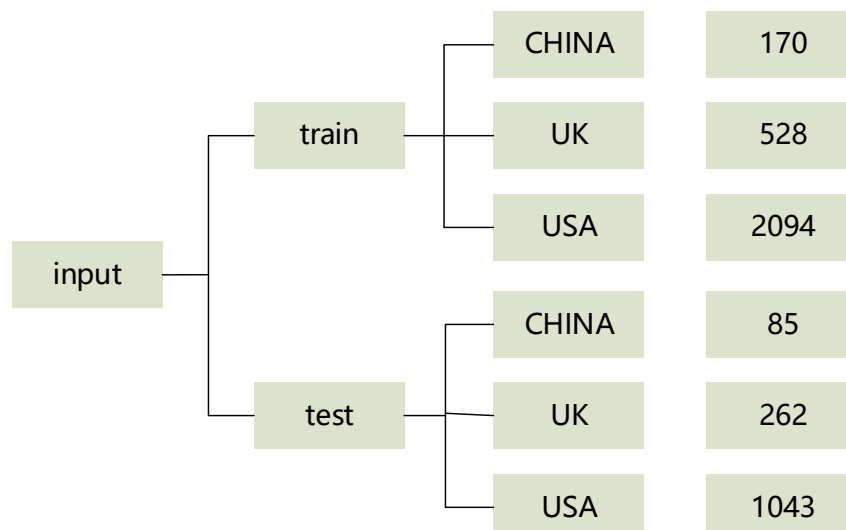 CHINA 170
train UK 528
USA 2094
input
CHINA 85
test UK 262
USA 1043